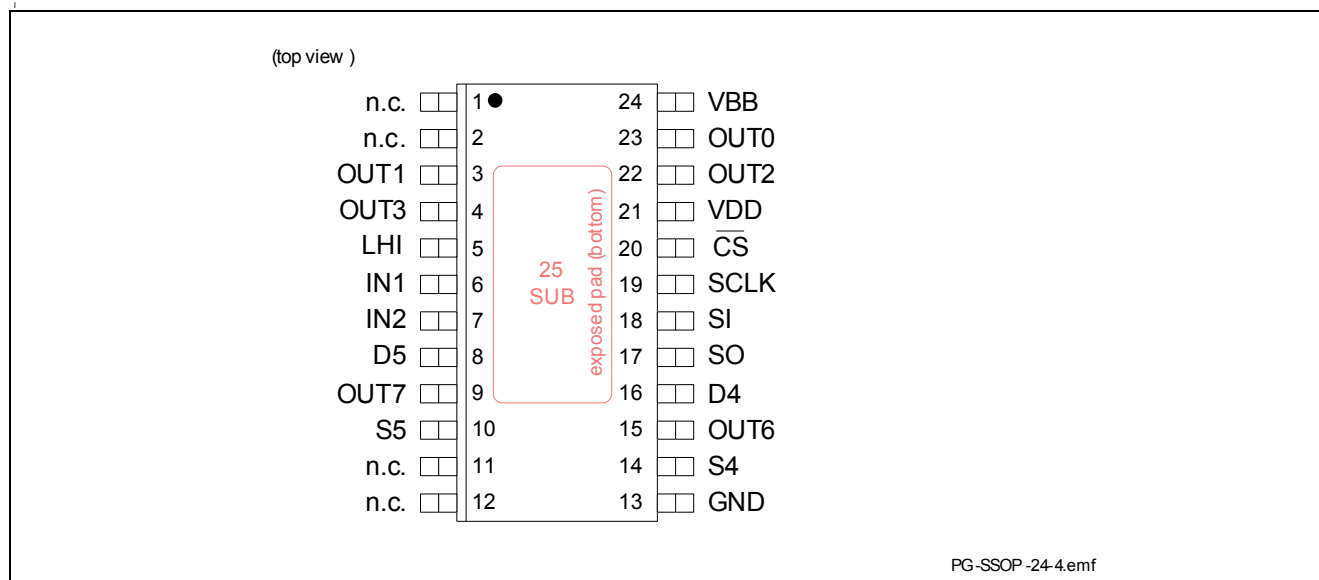 (top view )
n.c. 1 24 VBB
n.c. 2 23 OUT0
OUT1 3 22 OUT2
OUT3 4 21 VDD
LHI 5 20 CS
IN1 6 19 SCLK
IN2 7 18 SI
D5 8 17 SO
OUT7 9 16 D4
S5 10 15 OUT6
n.c. 11 14 S4
n.c. 12 13 GND
25
SUB
exposed pad (bottom)
PG-SSOP -24-4.emf